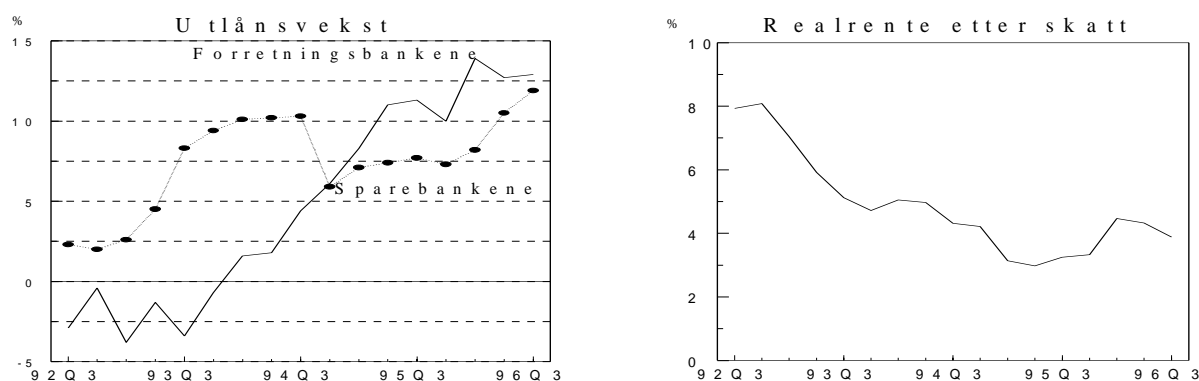 %
Utlånsvekst
15
Forretningsbankene
10
Sparebankene
5
0
-5
92Q3
93Q3
94Q3
95Q3
96Q3
%
Realrente etter skatt
10
8
6
4
2
0
92Q3
93Q3
94Q3
95Q3
96Q3